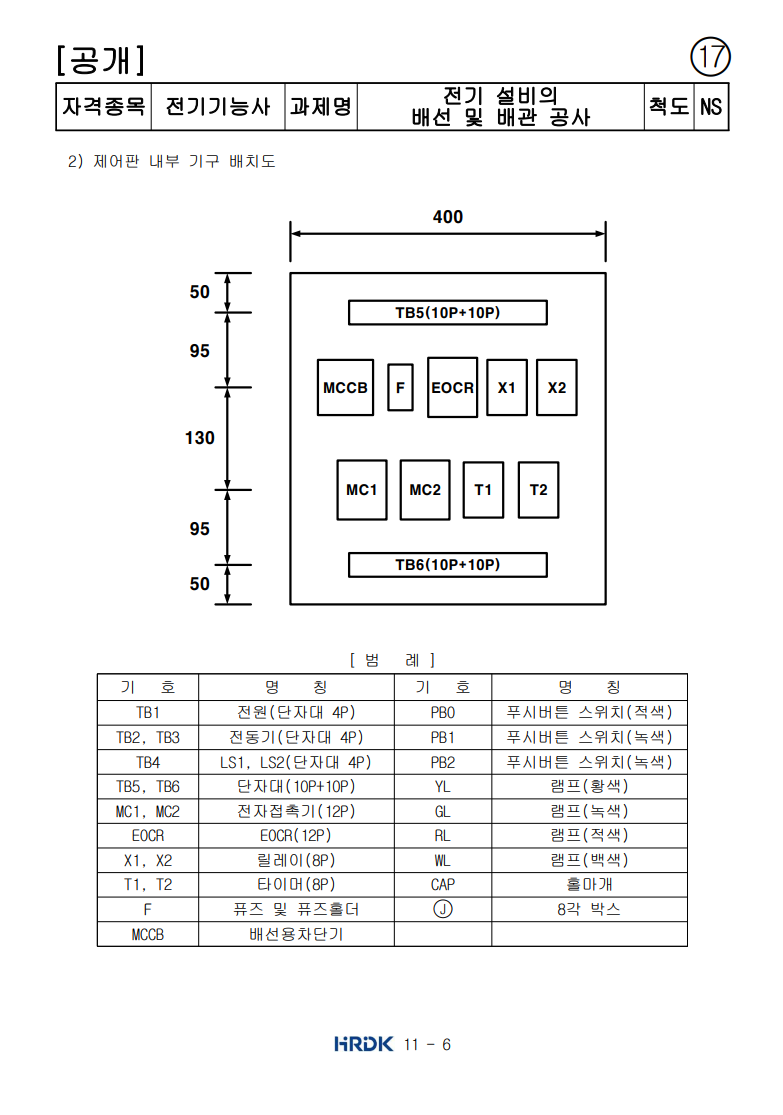 [공개]
⑰
자격종목 전기기능사 과제명 전기 설비의 배선 및 배관 공사 척도 NS
2) 제어판 내부 기구 배치도
400
50
TB5(10P+10P)
95
MCCB F EOCR X1 X2
130
MC1 MC2 T1 T2
95
TB6(10P+10P)
50
[ 범 례 ]
기 호 명 칭 기 호 명 칭
TB1 전원(단자대 4P) PB0 푸시버튼 스위치(적색)
TB2, TB3 전동기(단자대 4P) PB1 푸시버튼 스위치(녹색)
TB4 LS1, LS2(단자대 4P) PB2 푸시버튼 스위치(녹색)
TB5, TB6 단자대(10P+10P) YL 램프(황색)
MC1, MC2 전자접촉기(12P) GL 램프(녹색)
EOCR EOCR(12P) RL 램프(적색)
X1, X2 릴레이(8P) WL 램프(백색)
T1, T2 타이머(8P) CAP 홀마개
F 퓨즈 및 퓨즈홀더 Ⓙ 8각 박스
MCCB 배선용차단기
HRDK 11 - 6